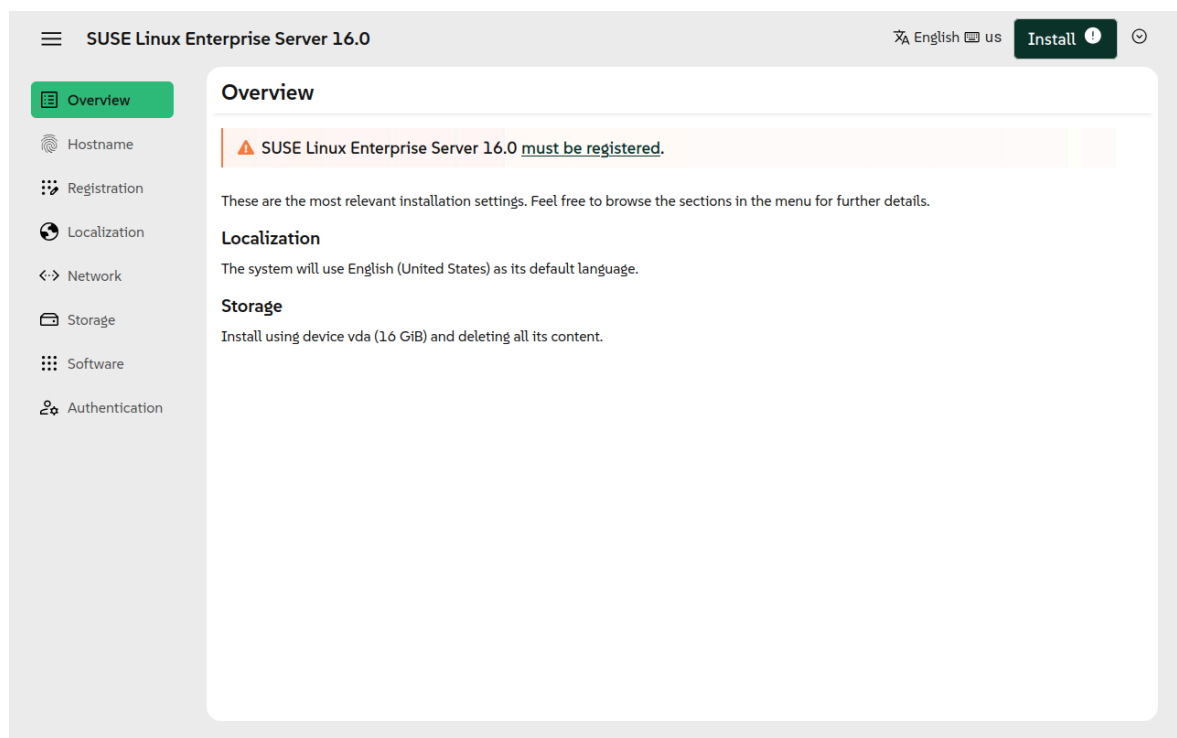 SUSE Linux Enterprise Server 16.0
English us
Install
Overview
Hostname
Registration
Localization
Network
Storage
Software
Authentication
Overview
SUSE Linux Enterprise Server 16.0 must be registered.
These are the most relevant installation settings. Feel free to browse the sections in the menu for further details.
Localization
The system will use English (United States) as its default language.
Storage
Install using device vda (16 GiB) and deleting all its content.